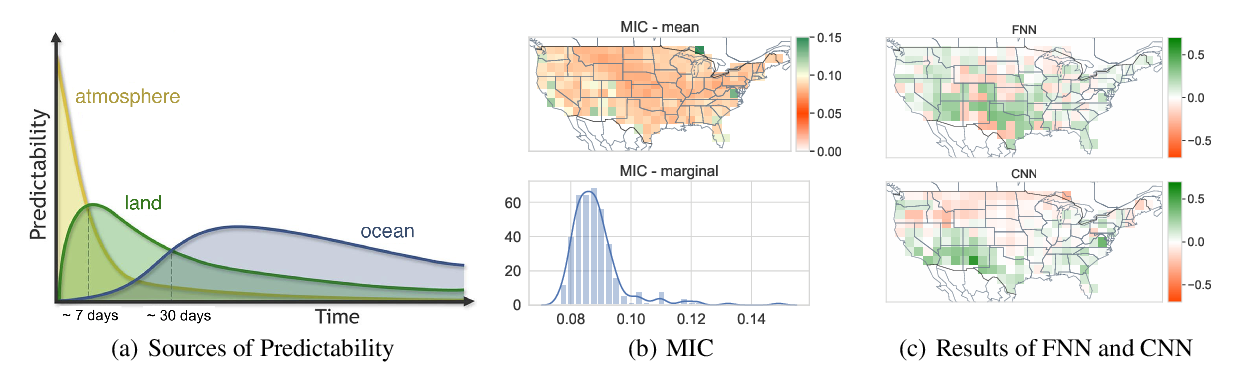 Predictability
atmosphere
land
ocean
~ 7 days
~ 30 days
Time
(a) Sources of Predictability
MIC - mean
0.15
0.10
0.05
0.00
MIC - marginal
60
40
20
0
0.08
0.10
0.12
0.14
(b) MIC
FNN
0.5
0.0
−0.5
CNN
0.5
0.0
−0.5
(c) Results of FNN and CNN